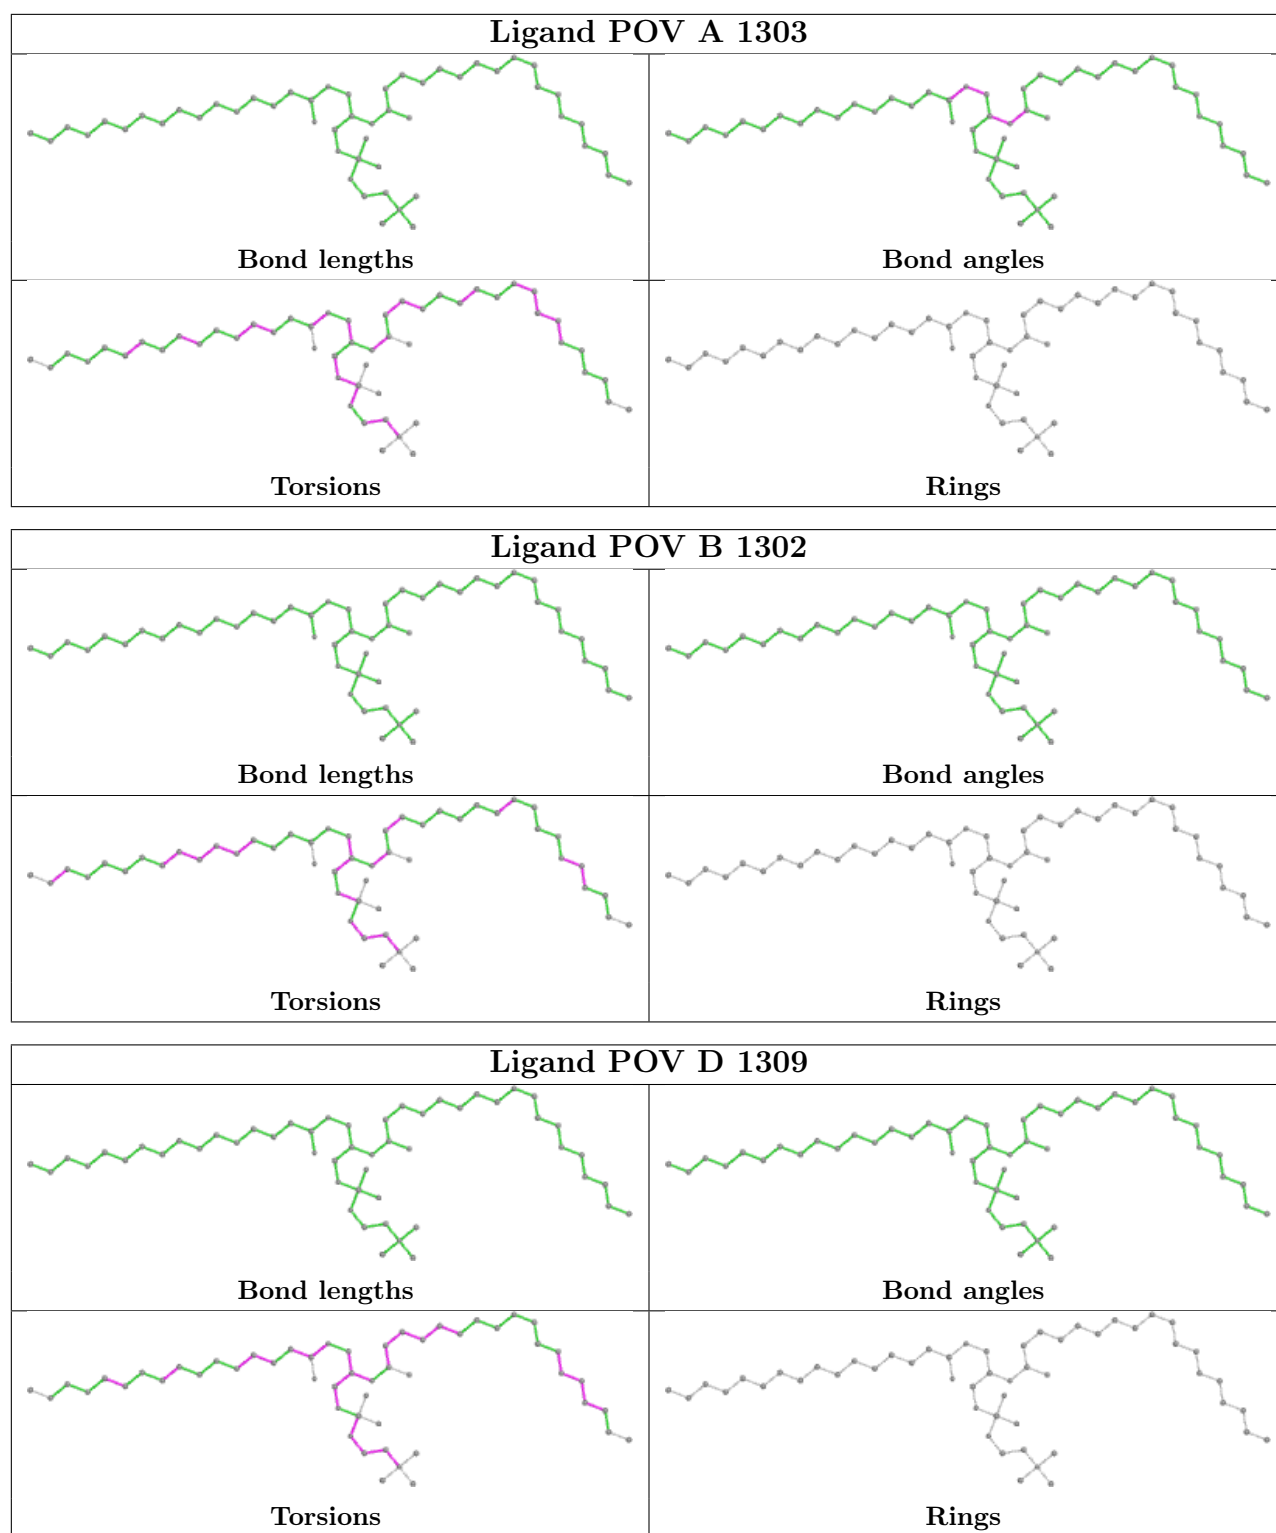 Ligand POV A 1303
Bond lengths
Bond angles
Torsions
Rings
Ligand POV B 1302
Bond lengths
Bond angles
Torsions
Rings
Ligand POV D 1309
Bond lengths
Bond angles
Torsions
Rings